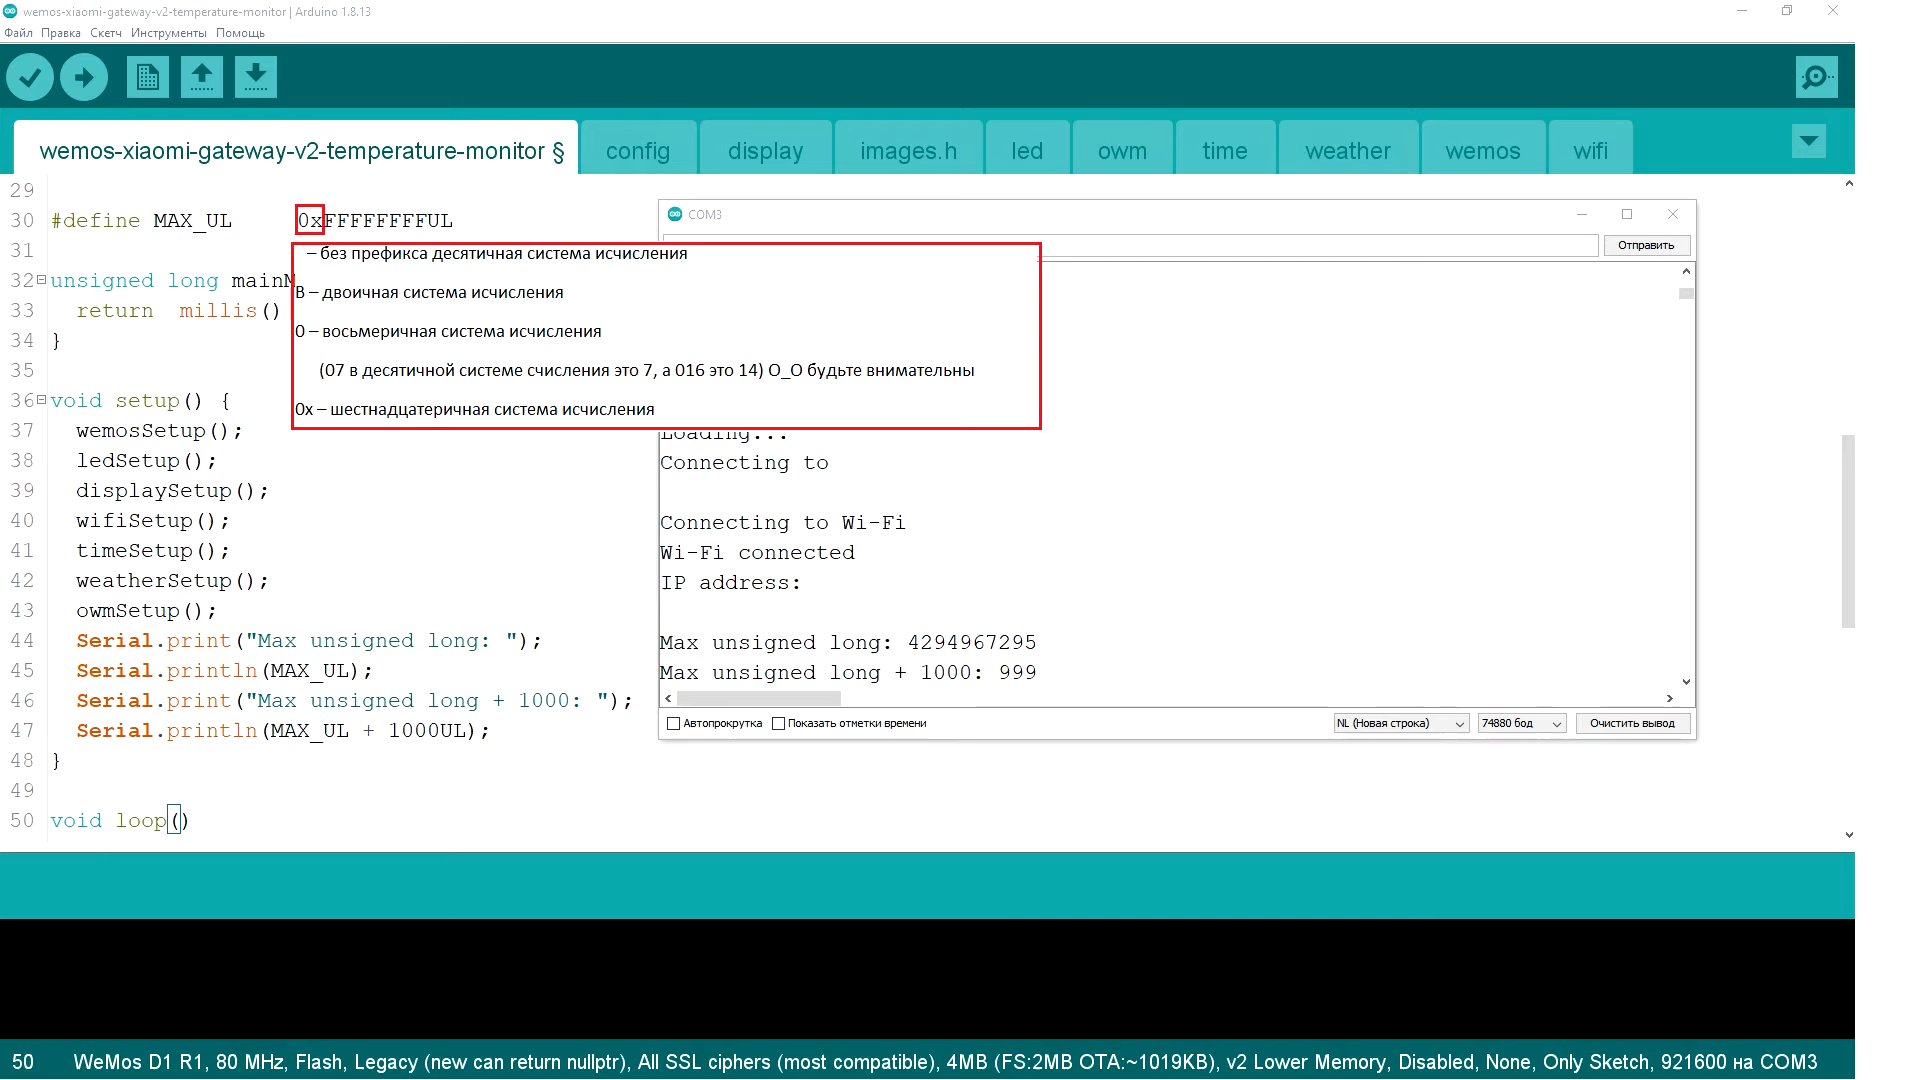 wemos-xiaomi-gateway-v2-temperature-monitor | Arduino 1.8.13
Файл Правка Скетч Инструменты Помощь
wemos-xiaomi-gateway-v2-temperature-monitor §
config
display
images.h
led
owm
time
weather
wemos
wifi
29
30 #define MAX_UL 0xFFFFFFFFUL
31
32 unsigned long mainM
33 return millis()
34 }
35
36 void setup() {
37 wemosSetup();
38 ledSetup();
39 displaySetup();
40 wifiSetup();
41 timeSetup();
42 weatherSetup();
43 owmSetup();
44 Serial.print("Max unsigned long: ");
45 Serial.println(MAX_UL);
46 Serial.print("Max unsigned long + 1000: ");
47 Serial.println(MAX_UL + 1000UL);
48 }
49
50 void loop()
– без префикса десятичная система исчисления
B – двоичная система исчисления
0 – восьмеричная система исчисления
(07 в десятичной системе счисления это 7, а 016 это 14) O_O будьте внимательны
0x – шестнадцатеричная система исчисления
COM3
Отправить
Loading...
Connecting to
Connecting to Wi-Fi
Wi-Fi connected
IP address:
Max unsigned long: 4294967295
Max unsigned long + 1000: 999
Автопрокрутка Показать отметки времени
NL (Новая строка)
74880 бод
Очистить вывод
50 WeMos D1 R1, 80 MHz, Flash, Legacy (new can return nullptr), All SSL ciphers (most compatible), 4MB (FS:2MB OTA:~1019KB), v2 Lower Memory, Disabled, None, Only Sketch, 921600 на COM3